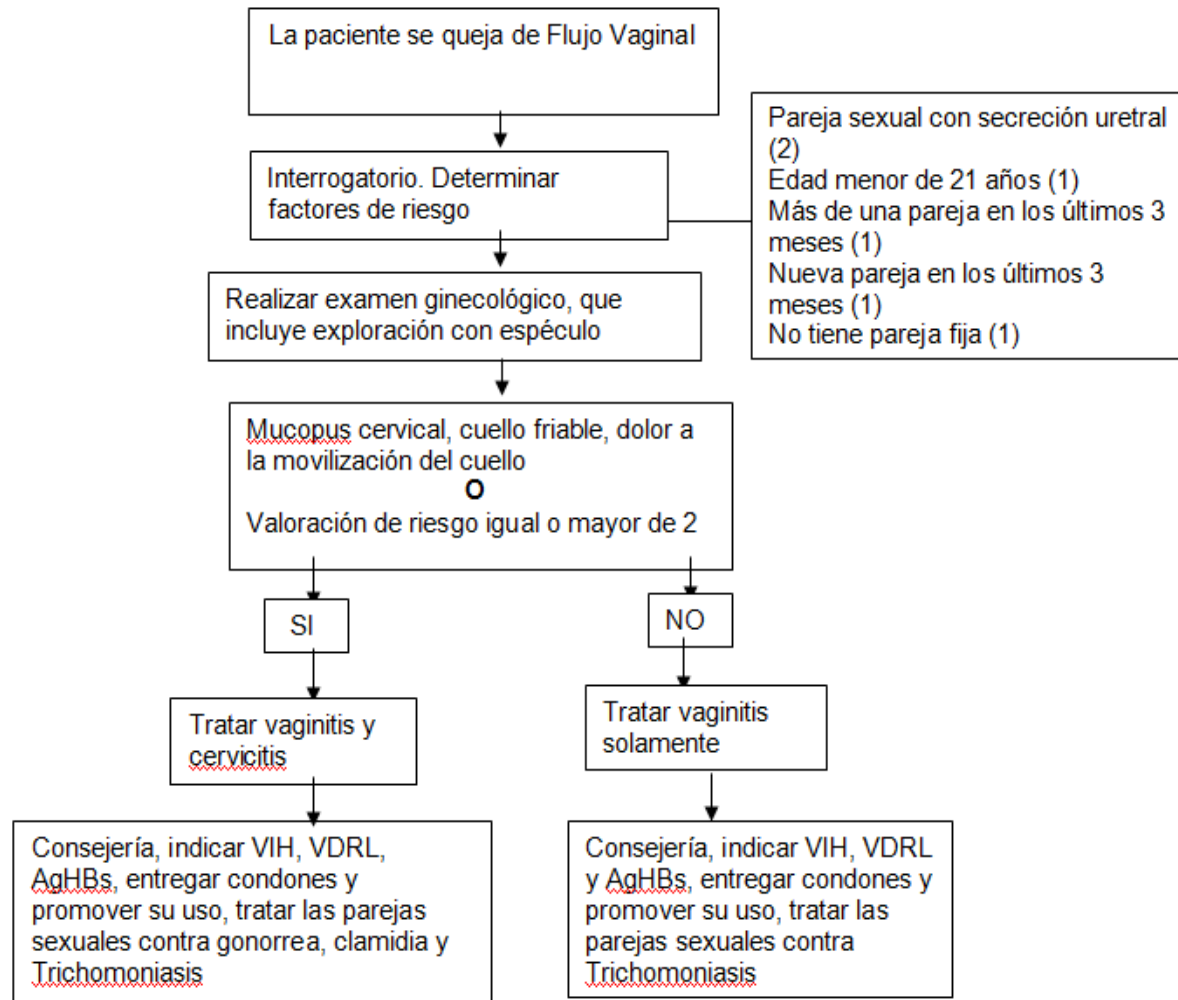 La paciente se queja de Flujo Vaginal
Interrogatorio. Determinar
factores de riesgo
Pareja sexual con secreción uretral
(2)
Edad menor de 21 años (1)
Más de una pareja en los últimos 3
meses (1)
Nueva pareja en los últimos 3
meses (1)
No tiene pareja fija (1)
Realizar examen ginecológico, que
incluye exploración con espéculo
Mucopus cervical, cuello friable, dolor a
la movilización del cuello
O
Valoración de riesgo igual o mayor de 2
SI
NO
Tratar vaginitis y
cervicitis
Tratar vaginitis
solamente
Consejería, indicar VIH, VDRL,
AgHBs, entregar condones y
promover su uso, tratar las parejas
sexuales contra gonorrea, clamidia y
Trichomoniasis
Consejería, indicar VIH, VDRL
y AgHBs, entregar condones y
promover su uso, tratar las
parejas sexuales contra
Trichomoniasis